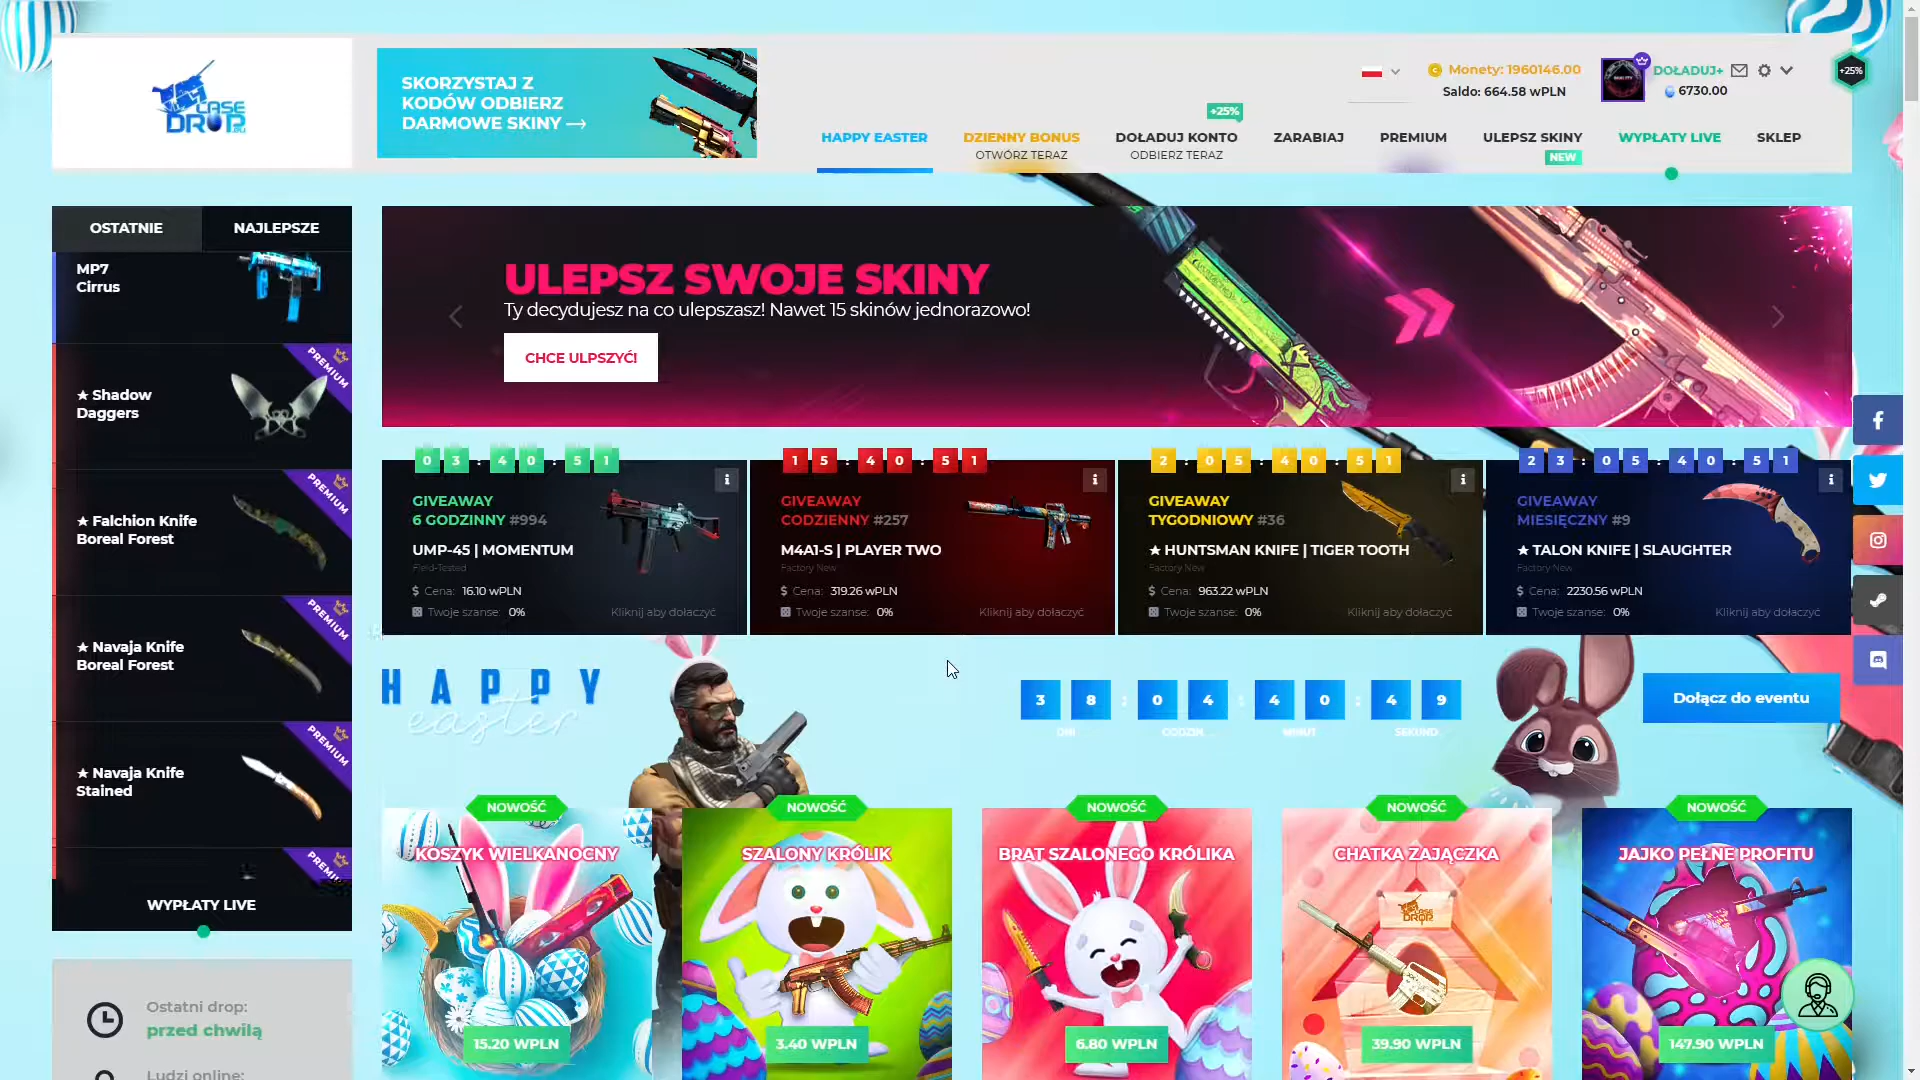 CASE
DROP.EU
SKORZYSTAJ Z
KODÓW ODBIERZ
DARMOWE SKINY
Monety: 1960146.00
Saldo: 664.58 wPLN
DOŁADUJ+
6730.00
+25%
+25%
HAPPY EASTER
DZIENNY BONUS
OTWÓRZ TERAZ
DOŁADUJ KONTO
ODBIERZ TERAZ
ZARABIAJ
PREMIUM
ULEPSZ SKINY
NEW
WYPŁATY LIVE
SKLEP
OSTATNIE
NAJLEPSZE
MP7
Cirrus
PREMIUM
★ Shadow
Daggers
PREMIUM
★ Falchion Knife
Boreal Forest
PREMIUM
★ Navaja Knife
Boreal Forest
PREMIUM
★ Navaja Knife
Stained
WYPŁATY LIVE
Ostatni drop:
przed chwilą
Ludzi online:
ULEPSZ SWOJE SKINY
Ty decydujesz na co ulepszasz! Nawet 15 skinów jednorazowo!
CHCE ULPSZYĆ!
0 3 : 4 0 : 5 1
GIVEAWAY
6 GODZINNY #994
UMP-45 | MOMENTUM
Field-Tested
$ Cena: 16.10 wPLN
Twoje szanse: 0%
Kliknij aby dołaczyć
1 5 : 4 0 : 5 1
GIVEAWAY
CODZIENNY #257
M4A1-S | PLAYER TWO
Factory New
$ Cena: 319.26 wPLN
Twoje szanse: 0%
Kliknij aby dołaczyć
2 : 0 5 : 4 0 : 5 1
GIVEAWAY
TYGODNIOWY #36
★ HUNTSMAN KNIFE | TIGER TOOTH
Factory New
$ Cena: 963.22 wPLN
Twoje szanse: 0%
Kliknij aby dołaczyć
2 3 : 0 5 : 4 0 : 5 1
GIVEAWAY
MIESIĘCZNY #9
★ TALON KNIFE | SLAUGHTER
Factory New
$ Cena: 2230.56 wPLN
Twoje szanse: 0%
Kliknij aby dołaczyć
HAPPY
easter
3 8 : 0 4 : 4 0 : 4 9
DNI
GODZIN...
MINUT
SEKUND
Dołącz do eventu
NOWOŚĆ
KOSZYK WIELKANOCNY
15.20 WPLN
NOWOŚĆ
SZALONY KRÓLIK
3.40 WPLN
NOWOŚĆ
BRAT SZALONEGO KRÓLIKA
6.80 WPLN
NOWOŚĆ
CHATKA ZAJĄCZKA
CASE
DROP
39.90 WPLN
NOWOŚĆ
JAJKO PEŁNE PROFITU
147.90 WPLN